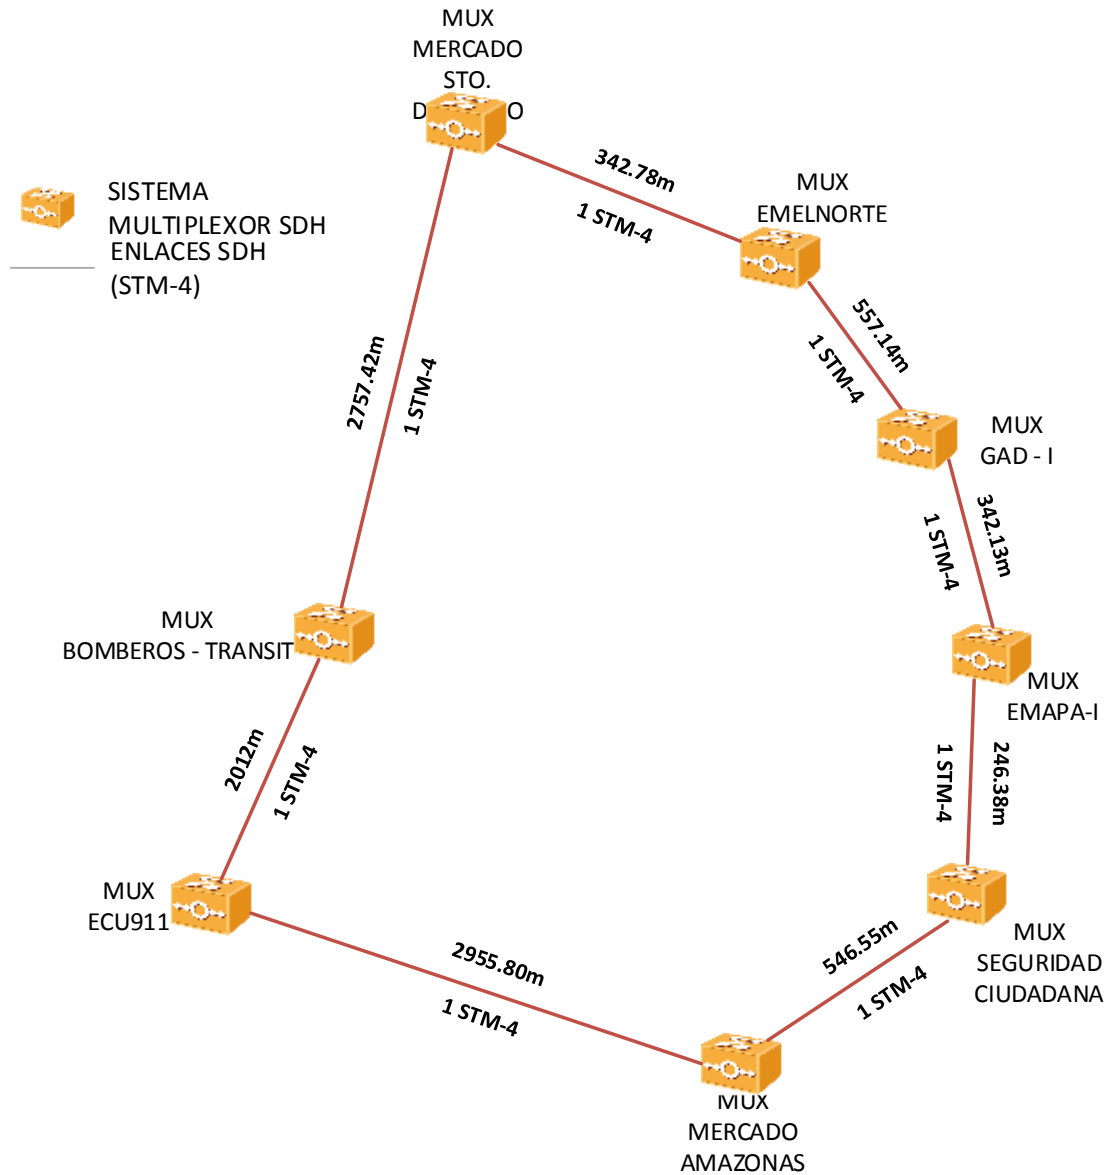 MUX
MERCADO
STO.
SISTEMA
MULTIPLEXOR SDH
ENLACES SDH
(STM-4)
342.78m
1 STM-4
MUX
EMELNORTE
557.14m
1 STM-4
2757.42m
1 STM-4
MUX
GAD - I
342.13m
1 STM-4
MUX
BOMBEROS - TRANSIT
MUX
EMAPA-I
2012m
1 STM-4
246.38m
1 STM-4
MUX
ECU911
MUX
SEGURIDAD
CIUDADANA
546.55m
1 STM-4
2955.80m
1 STM-4
MUX
MERCADO
AMAZONAS